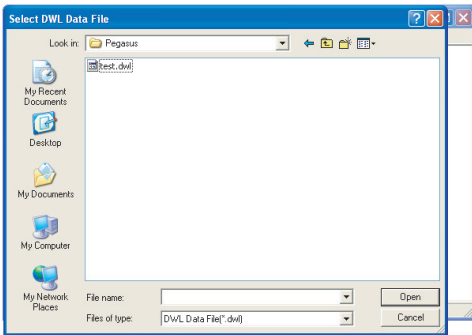 Select DWL Data File
Look in: Pegasus
test.dwl
My Recent
Documents
Desktop
My Documents
My Computer
My Network
Places
File name:
Open
Files of type: DWL Data File(*.dwl)
Cancel